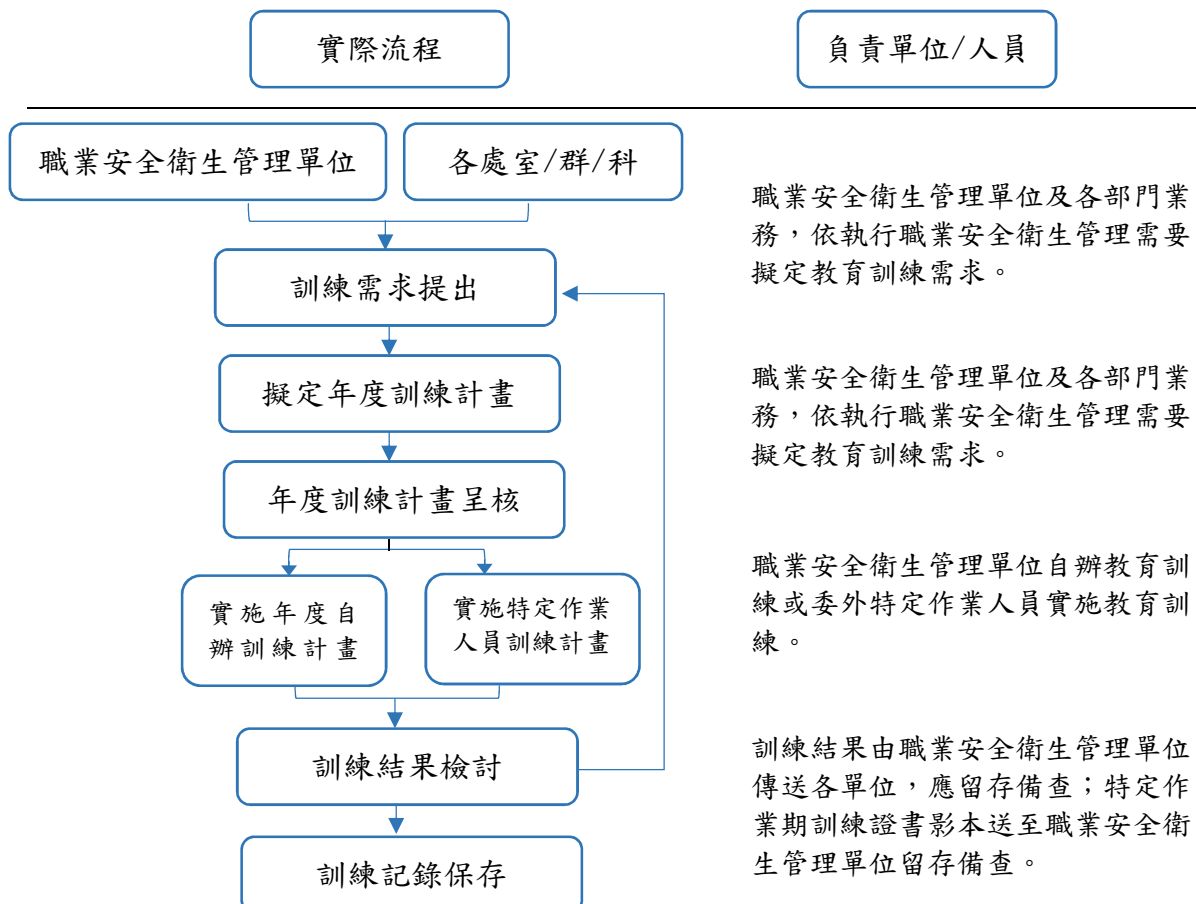 實際流程
負責單位/人員
職業安全衛生管理單位
各處室/群/科
訓練需求提出
職業安全衛生管理單位及各部門業
務，依執行職業安全衛生管理需要
擬定教育訓練需求。
擬定年度訓練計畫
職業安全衛生管理單位及各部門業
務，依執行職業安全衛生管理需要
擬定教育訓練需求。
年度訓練計畫呈核
實施年度自
辦訓練計畫
實施特定作業
人員訓練計畫
職業安全衛生管理單位自辦教育訓
練或委外特定作業人員實施教育訓
練。
訓練結果檢討
訓練結果由職業安全衛生管理單位
傳送各單位，應留存備查；特定作
業期訓練證書影本送至職業安全衛
生管理單位留存備查。
訓練記錄保存